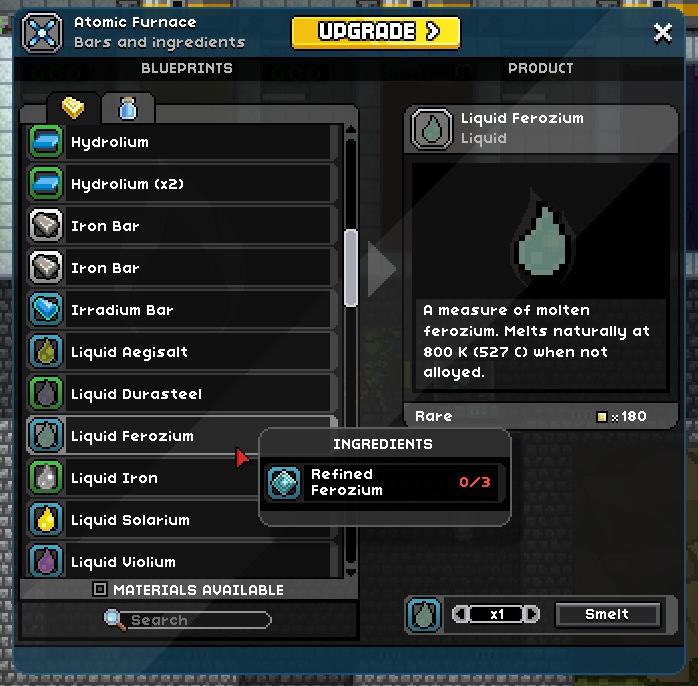 Atomic Furnace
Bars and ingredients
UPGRADE >
BLUEPRINTS
PRODUCT
Hydrolium
Hydrolium (x2)
Iron Bar
Iron Bar
Irradium Bar
Liquid Aegisalt
Liquid Durasteel
Liquid Ferozium
Liquid Iron
Liquid Solarium
Liquid Violium
MATERIALS AVAILABLE
Search
Liquid Ferozium
Liquid
A measure of molten
ferozium. Melts naturally at
800 K (527 C) when not
alloyed.
Rare
x180
INGREDIENTS
Refined
Ferozium
0/3
x1
Smelt